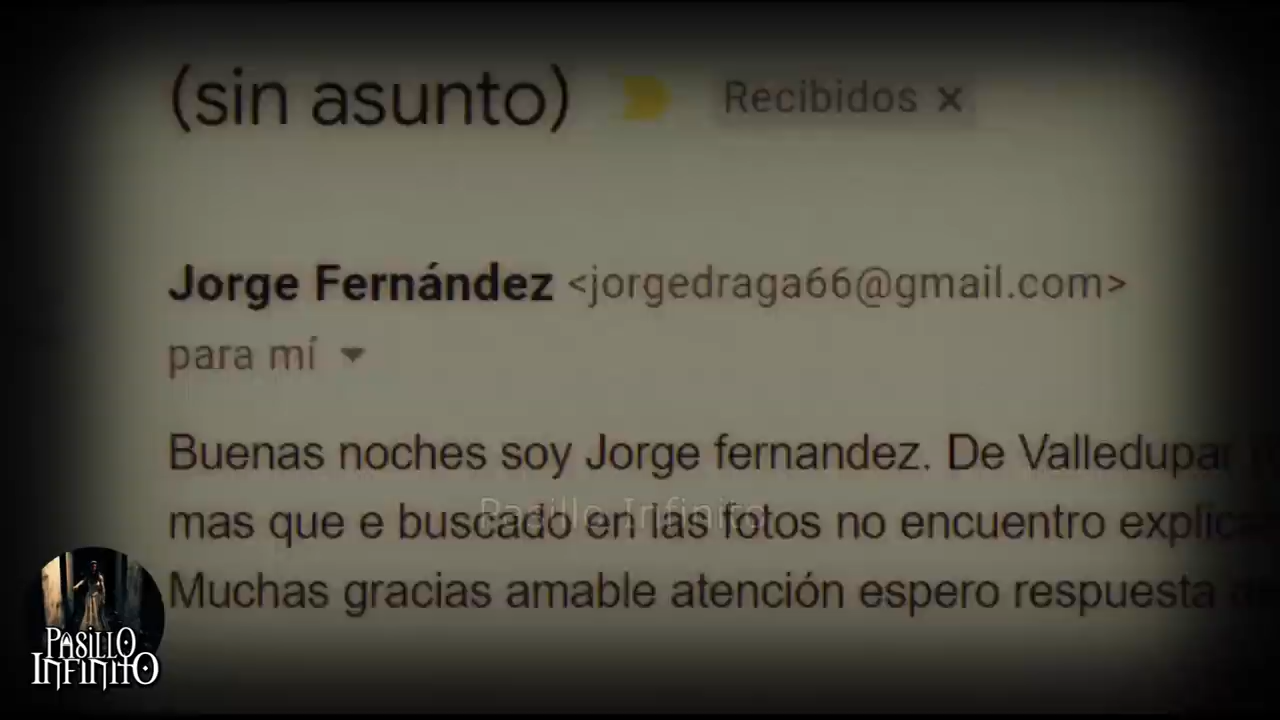 (sin asunto) Recibidos ×
Jorge Fernández <jorgedraga66@gmail.com>
para mí
Buenas noches soy Jorge fernandez. De Valledupar
mas que e buscado en las fotos no encuentro
Pasillo Infinito
Muchas gracias amable atención espero respuesta
PASILLO
INFINITO